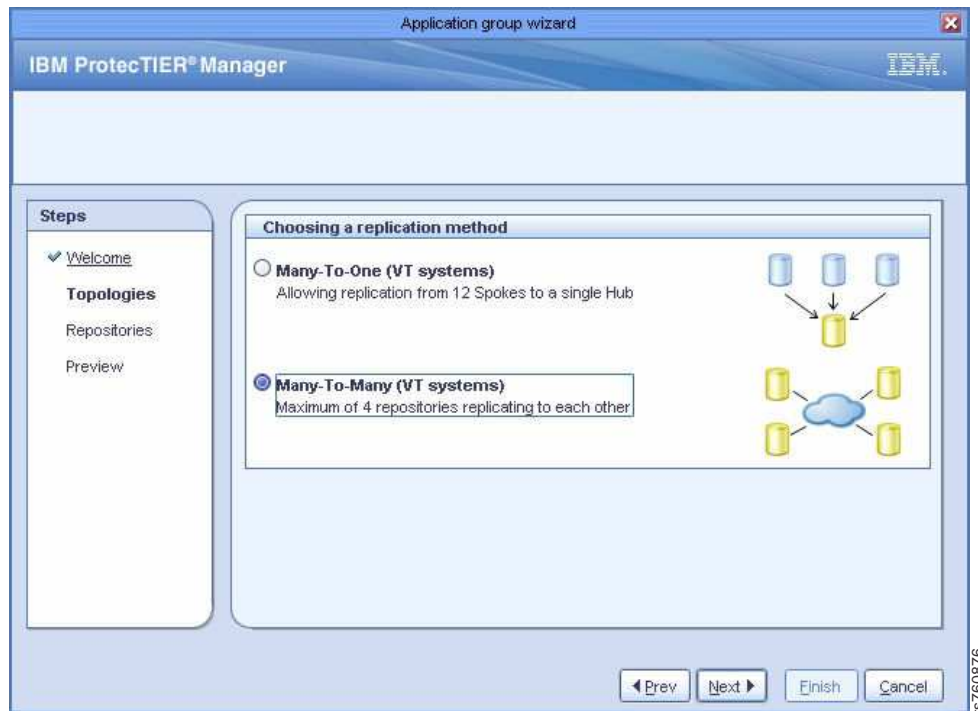 Application group wizard
IBM ProtecTIER® Manager
IBM.
Steps
Welcome
Topologies
Repositories
Preview
Choosing a replication method
Many-To-One (VT systems)
Allowing replication from 12 Spokes to a single Hub
Many-To-Many (VT systems)
Maximum of 4 repositories replicating to each other
Prev
Next
Finish
Cancel